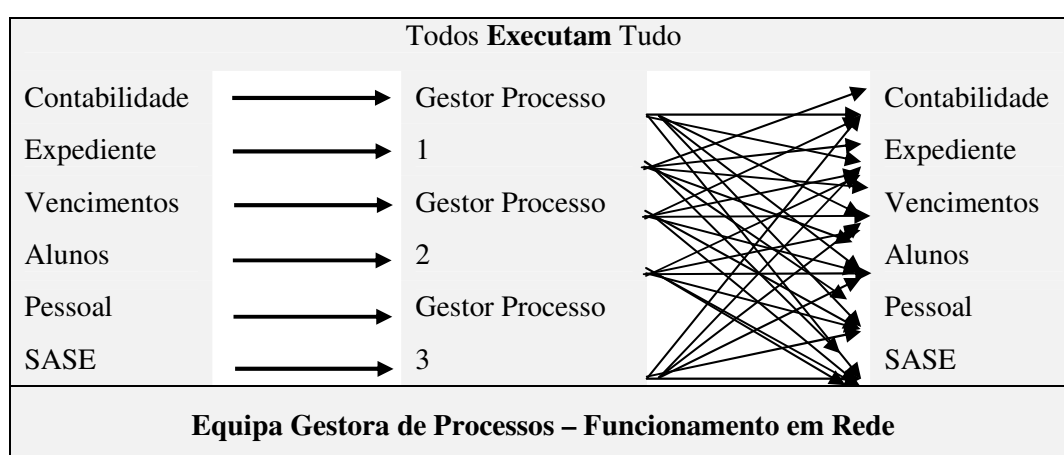 Todos Executam Tudo
Contabilidade Gestor Processo Contabilidade
Expediente 1 Expediente
Vencimentos Gestor Processo Vencimentos
Alunos 2 Alunos
Pessoal Gestor Processo Pessoal
SASE 3 SASE
Equipa Gestora de Processos – Funcionamento em Rede